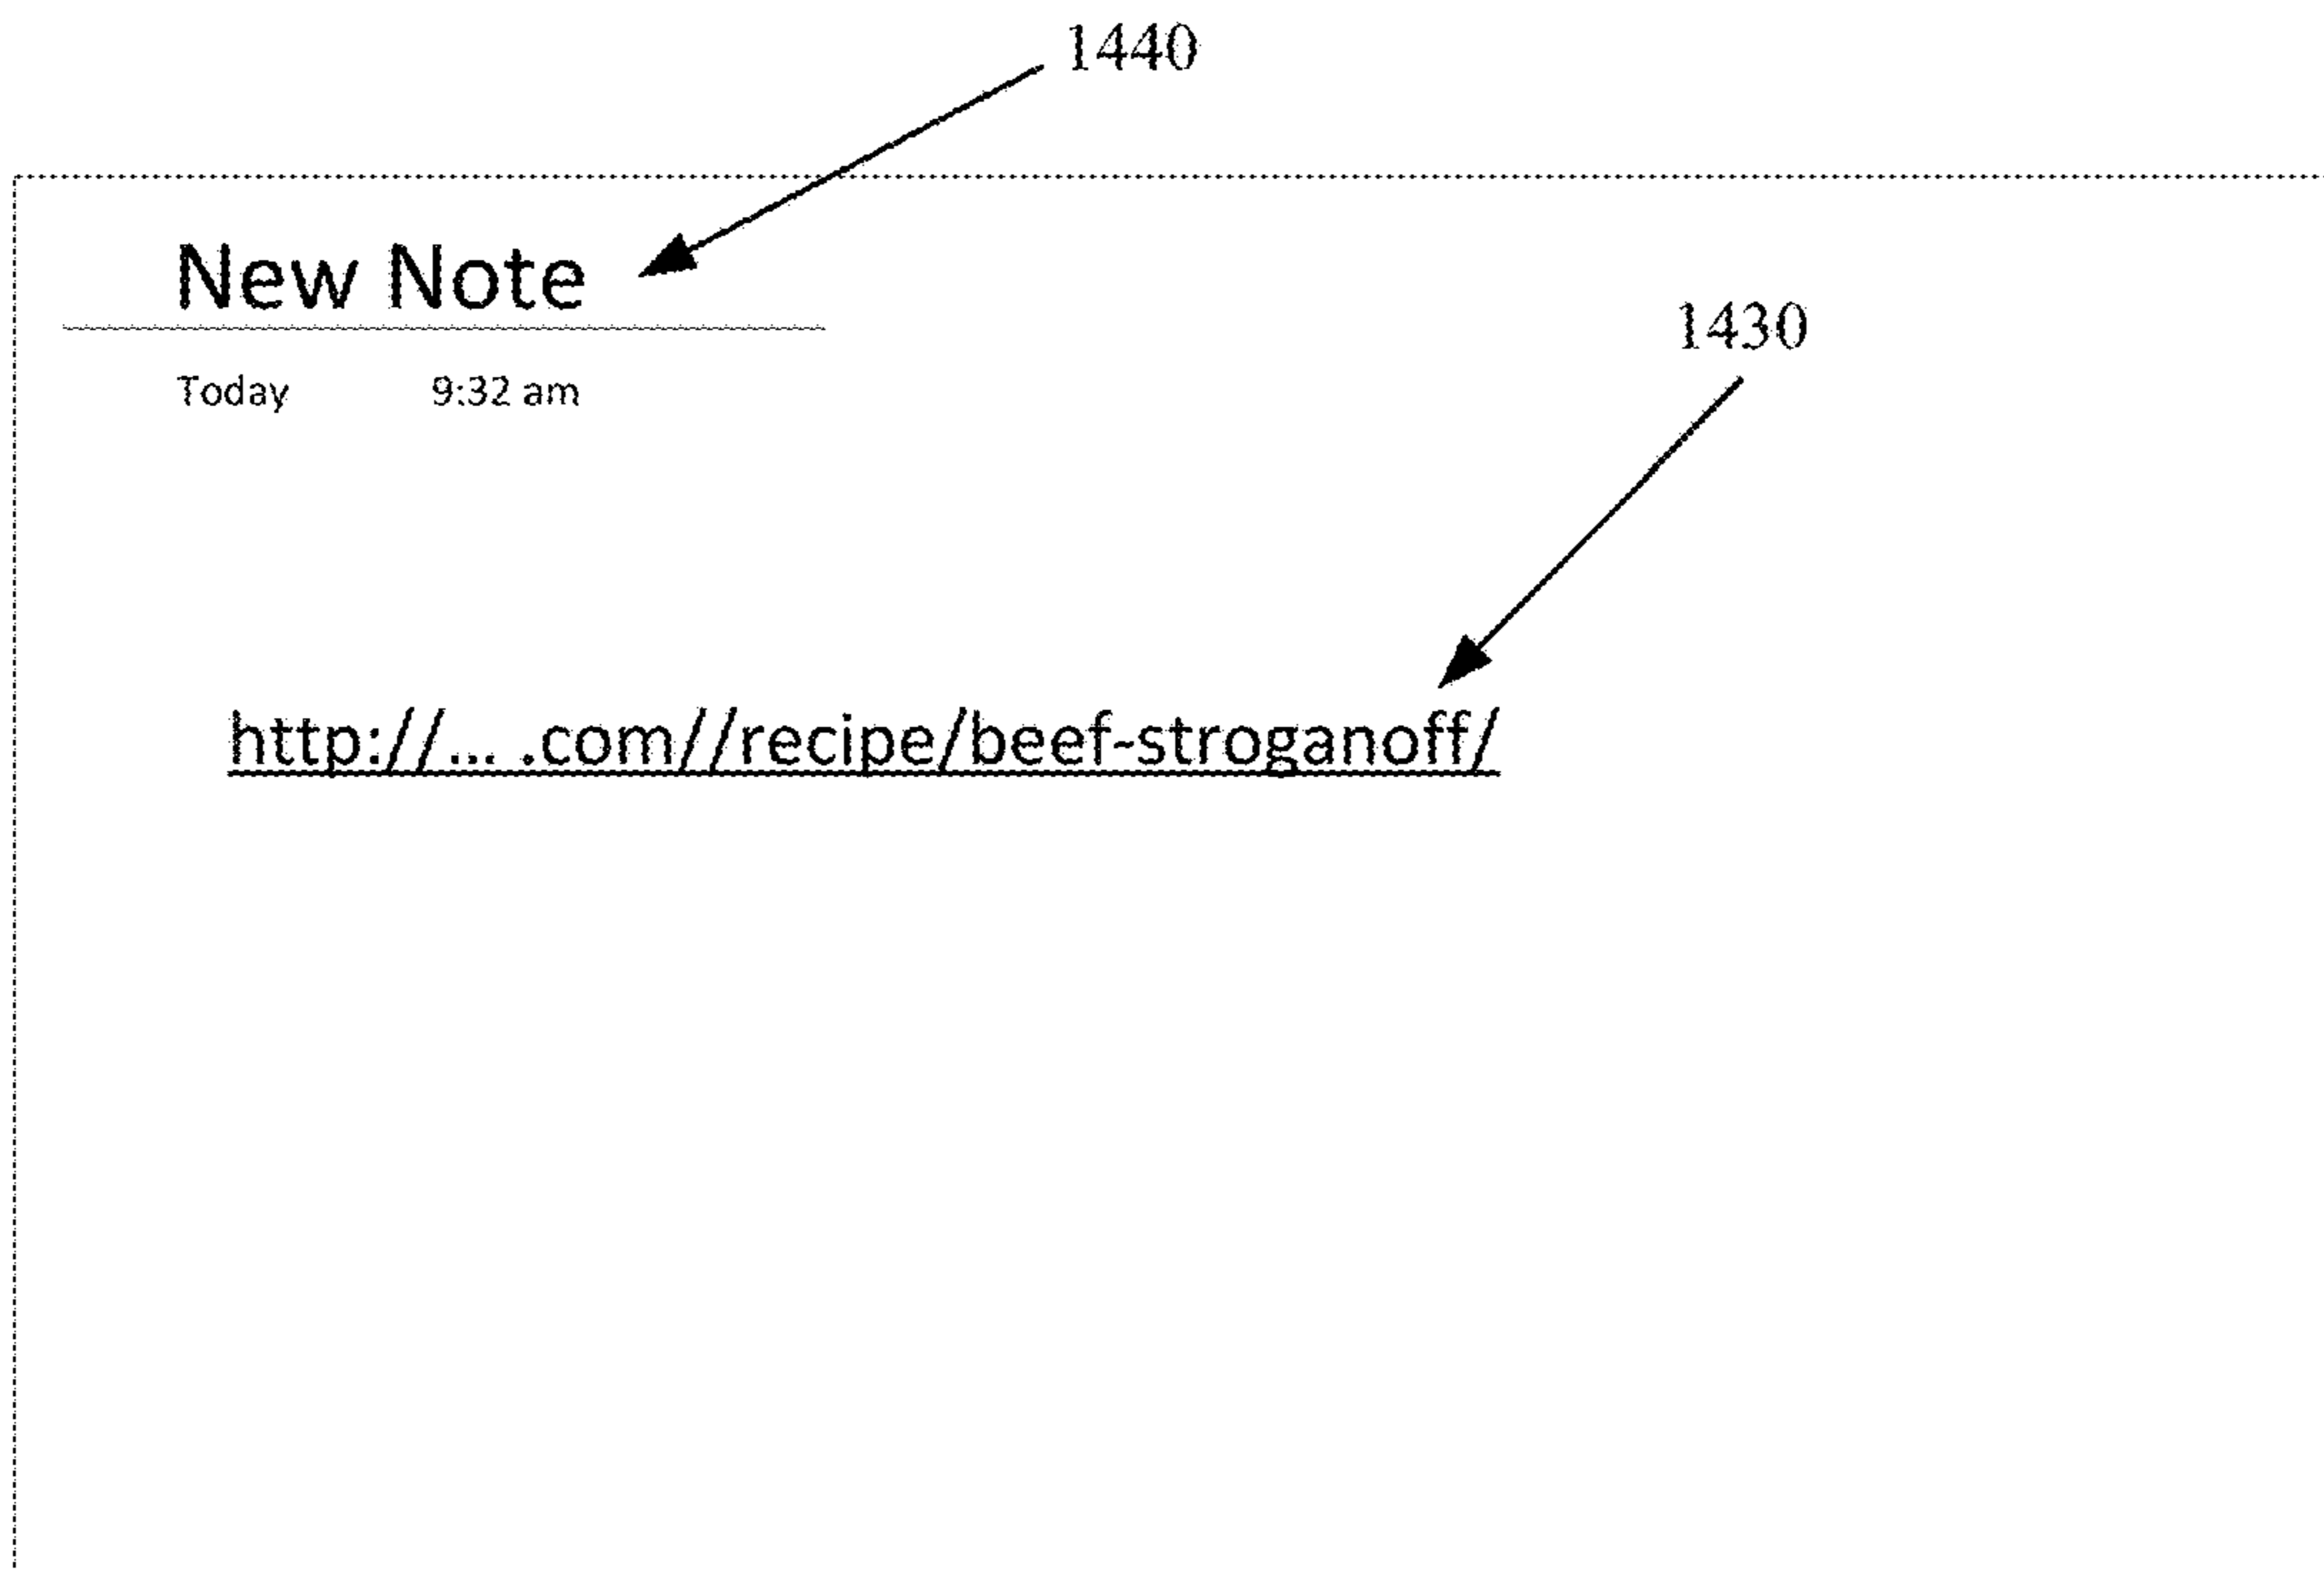 1440
New Note
1430
Today 9:32 am
http://... .com//recipe/beef-stroganoff/